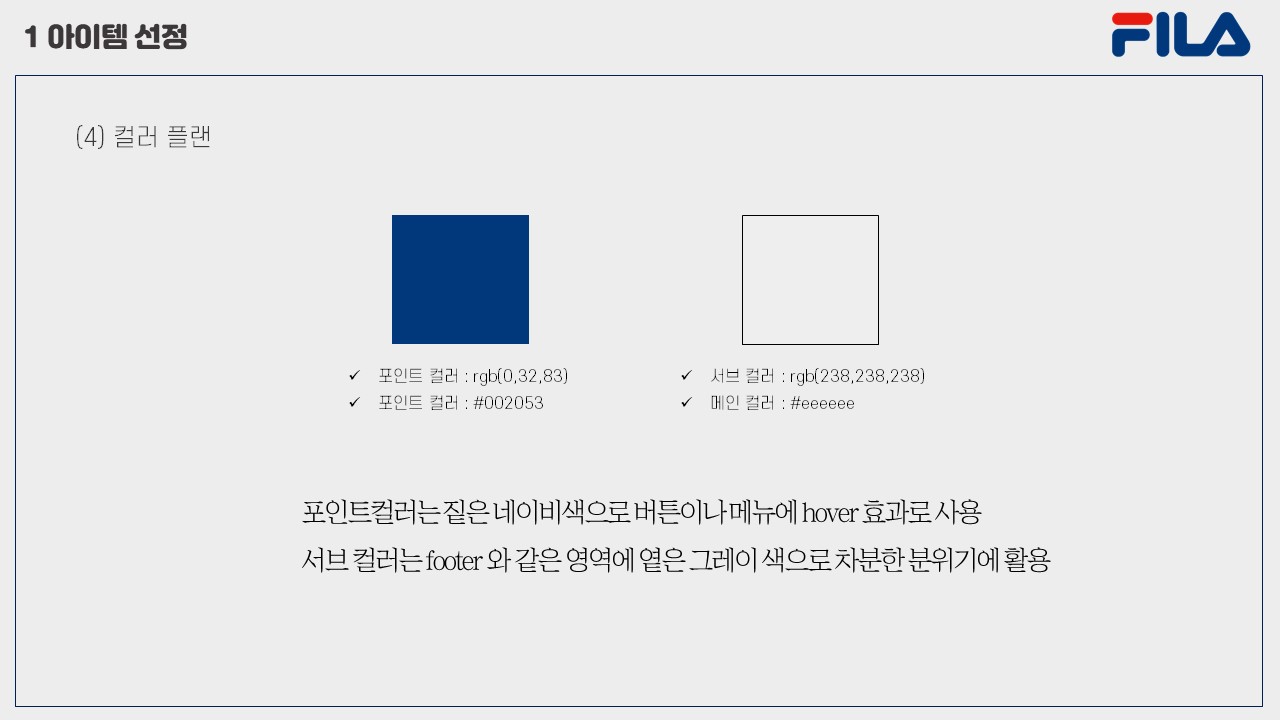 1 아이템 선정
FILA
(4) 컬러 플랜
✓ 포인트 컬러 : rgb(0,32,83)
✓ 포인트 컬러 : #002053
✓ 서브 컬러 : rgb(238,238,238)
✓ 메인 컬러 : #eeeeee
포인트컬러는 짙은 네이비색으로 버튼이나 메뉴에 hover 효과로 사용
서브 컬러는 footer 와 같은 영역에 옅은 그레이 색으로 차분한 분위기에 활용